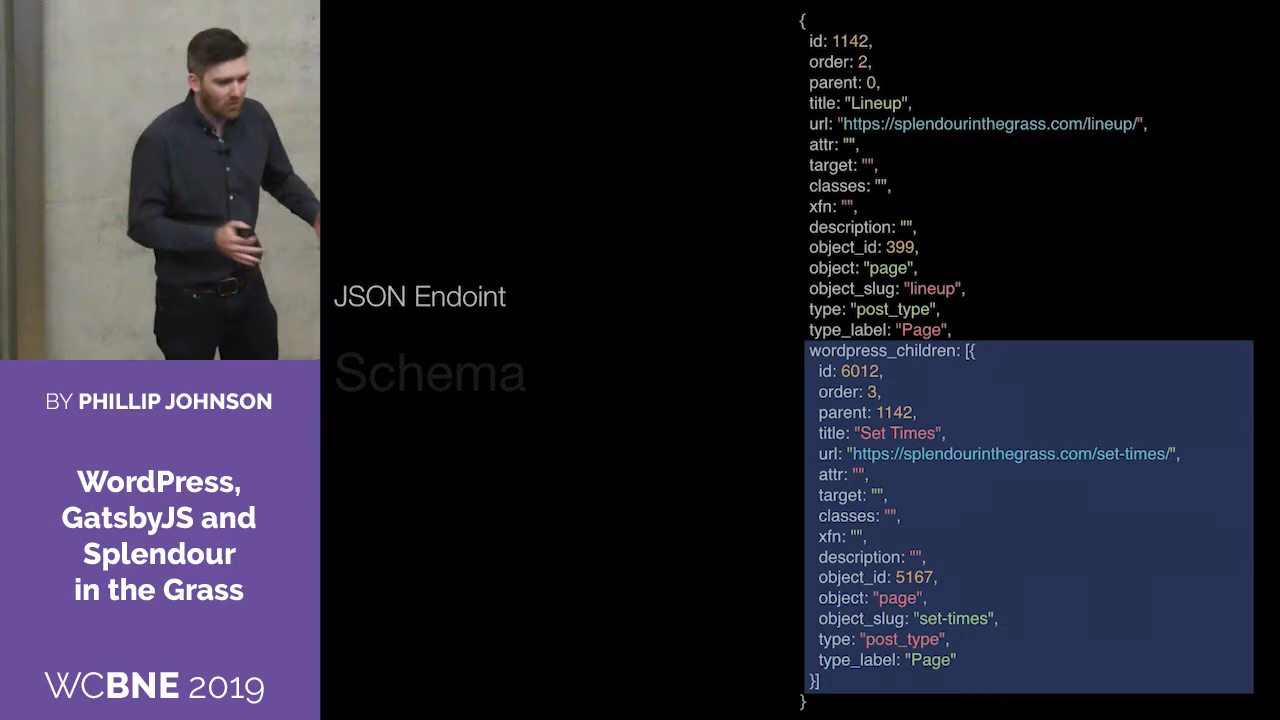 BY PHILLIP JOHNSON
WordPress,
GatsbyJS and
Splendour
in the Grass
WCBNE 2019
JSON Endoint
Schema
{
id: 1142,
order: 2,
parent: 0,
title: "Lineup",
url: "https://splendourinthegrass.com/lineup/",
attr: "",
target: "",
classes: "",
xfn: "",
description: "",
object_id: 399,
object: "page",
object_slug: "lineup",
type: "post_type",
type_label: "Page",
wordpress_children: [{
id: 6012,
order: 3,
parent: 1142,
title: "Set Times",
url: "https://splendourinthegrass.com/set-times/",
attr: "",
target: "",
classes: "",
xfn: "",
description: "",
object_id: 5167,
object: "page",
object_slug: "set-times",
type: "post_type",
type_label: "Page"
}]
}